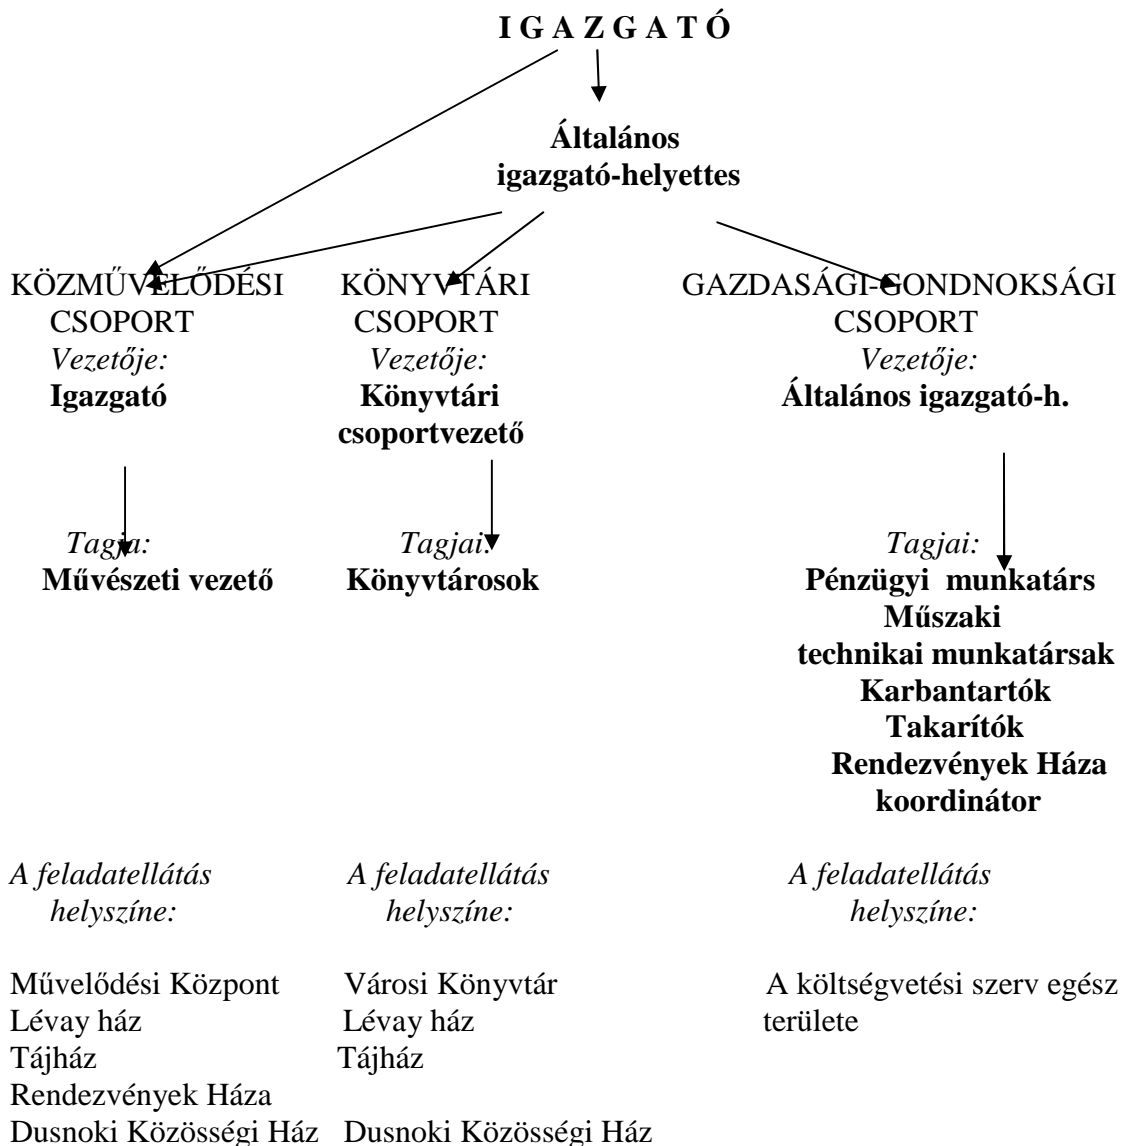 I G A Z G A T Ó
Általános
igazgató-helyettes
KÖZMŰVELŐDÉSI KÖNYVTÁRI GAZDASÁGI-GONDNOKSÁGI
CSOPORT CSOPORT CSOPORT
Vezetője: Vezetője: Vezetője:
Igazgató Könyvtári Általános igazgató-h.
csoportvezető
Tagja: Tagjai: Tagjai:
Művészeti vezető Könyvtárosok Pénzügyi munkatárs
Műszaki
technikai munkatársak
Karbantartók
Takarítók
Rendezvények Háza
koordinátor
A feladatellátás A feladatellátás A feladatellátás
helyszíne: helyszíne: helyszíne:
Művelődési Központ Városi Könyvtár A költségvetési szerv egész
Lévay ház Lévay ház területe
Tájház Tájház
Rendezvények Háza
Dusnoki Közösségi Ház Dusnoki Közösségi Ház